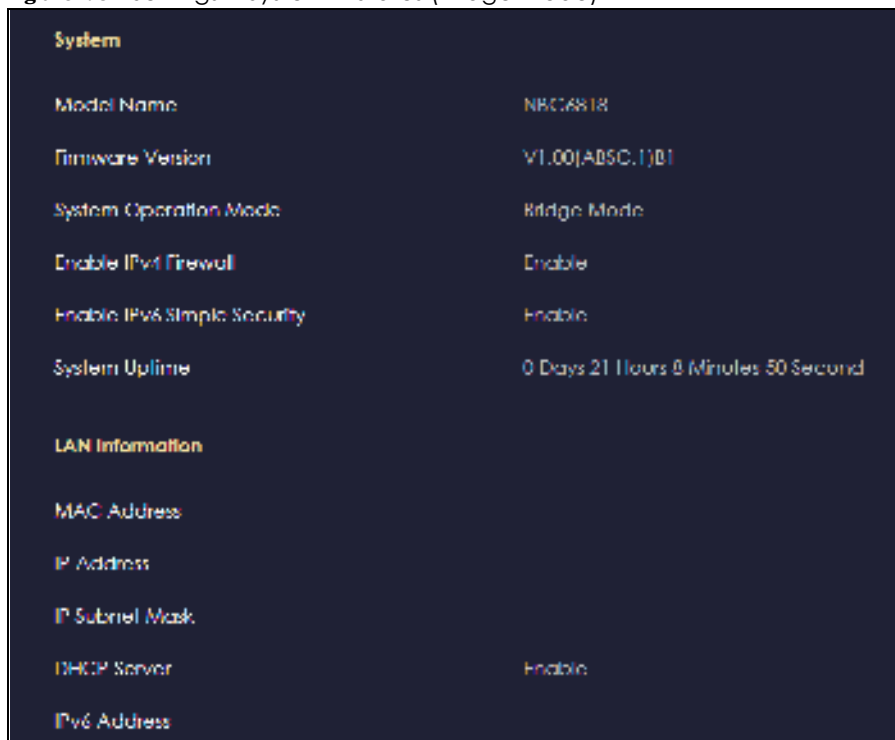 System
Model Name NBG6818
Firmware Version V1.00(ABSC.1)B1
System Operation Mode Bridge Mode
Enable IPv4 Firewall Enable
Enable IPv6 Simple Security Enable
System Uptime 0 Days 21 Hours 8 Minutes 50 Second
LAN Information
MAC Address
IP Address
IP Subnet Mask
DHCP Server Enable
IPv6 Address